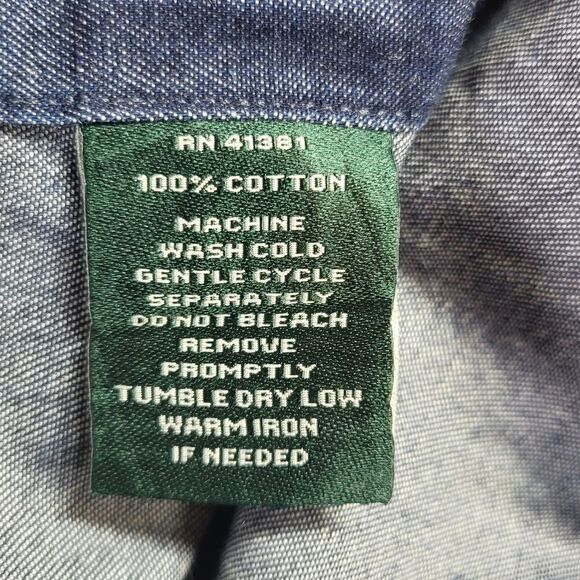 RN 41381
100% COTTON
MACHINE
WASH COLD
GENTLE CYCLE
SEPARATELY
DO NOT BLEACH
REMOVE
PROMPTLY
TUMBLE DRY LOW
WARM IRON
IF NEEDED